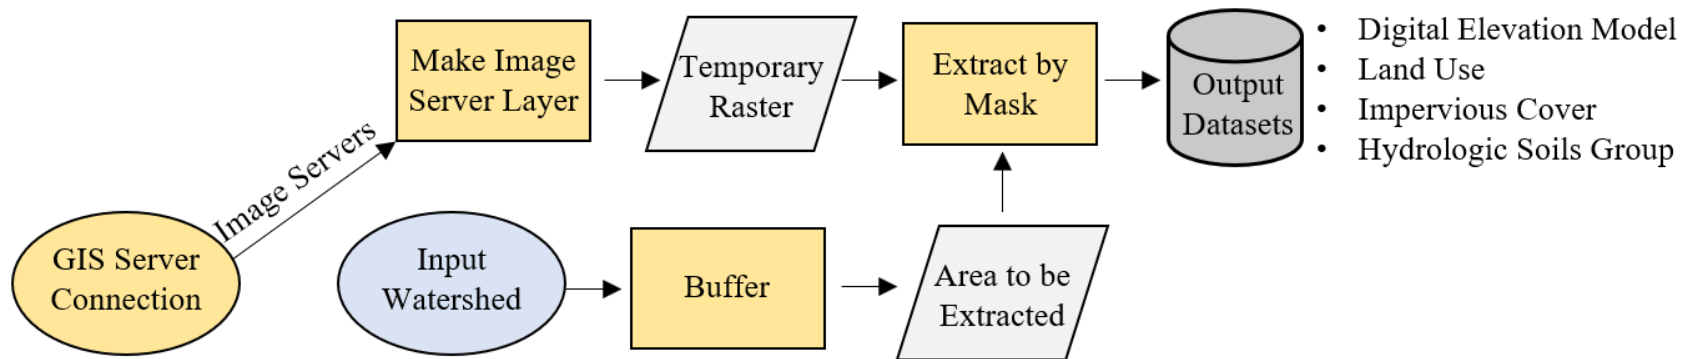 Make Image
Server Layer
Temporary
Raster
Extract by
Mask
Output
Datasets
• Digital Elevation Model
• Land Use
• Impervious Cover
• Hydrologic Soils Group
Image Servers
GIS Server
Connection
Input
Watershed
Buffer
Area to be
Extracted